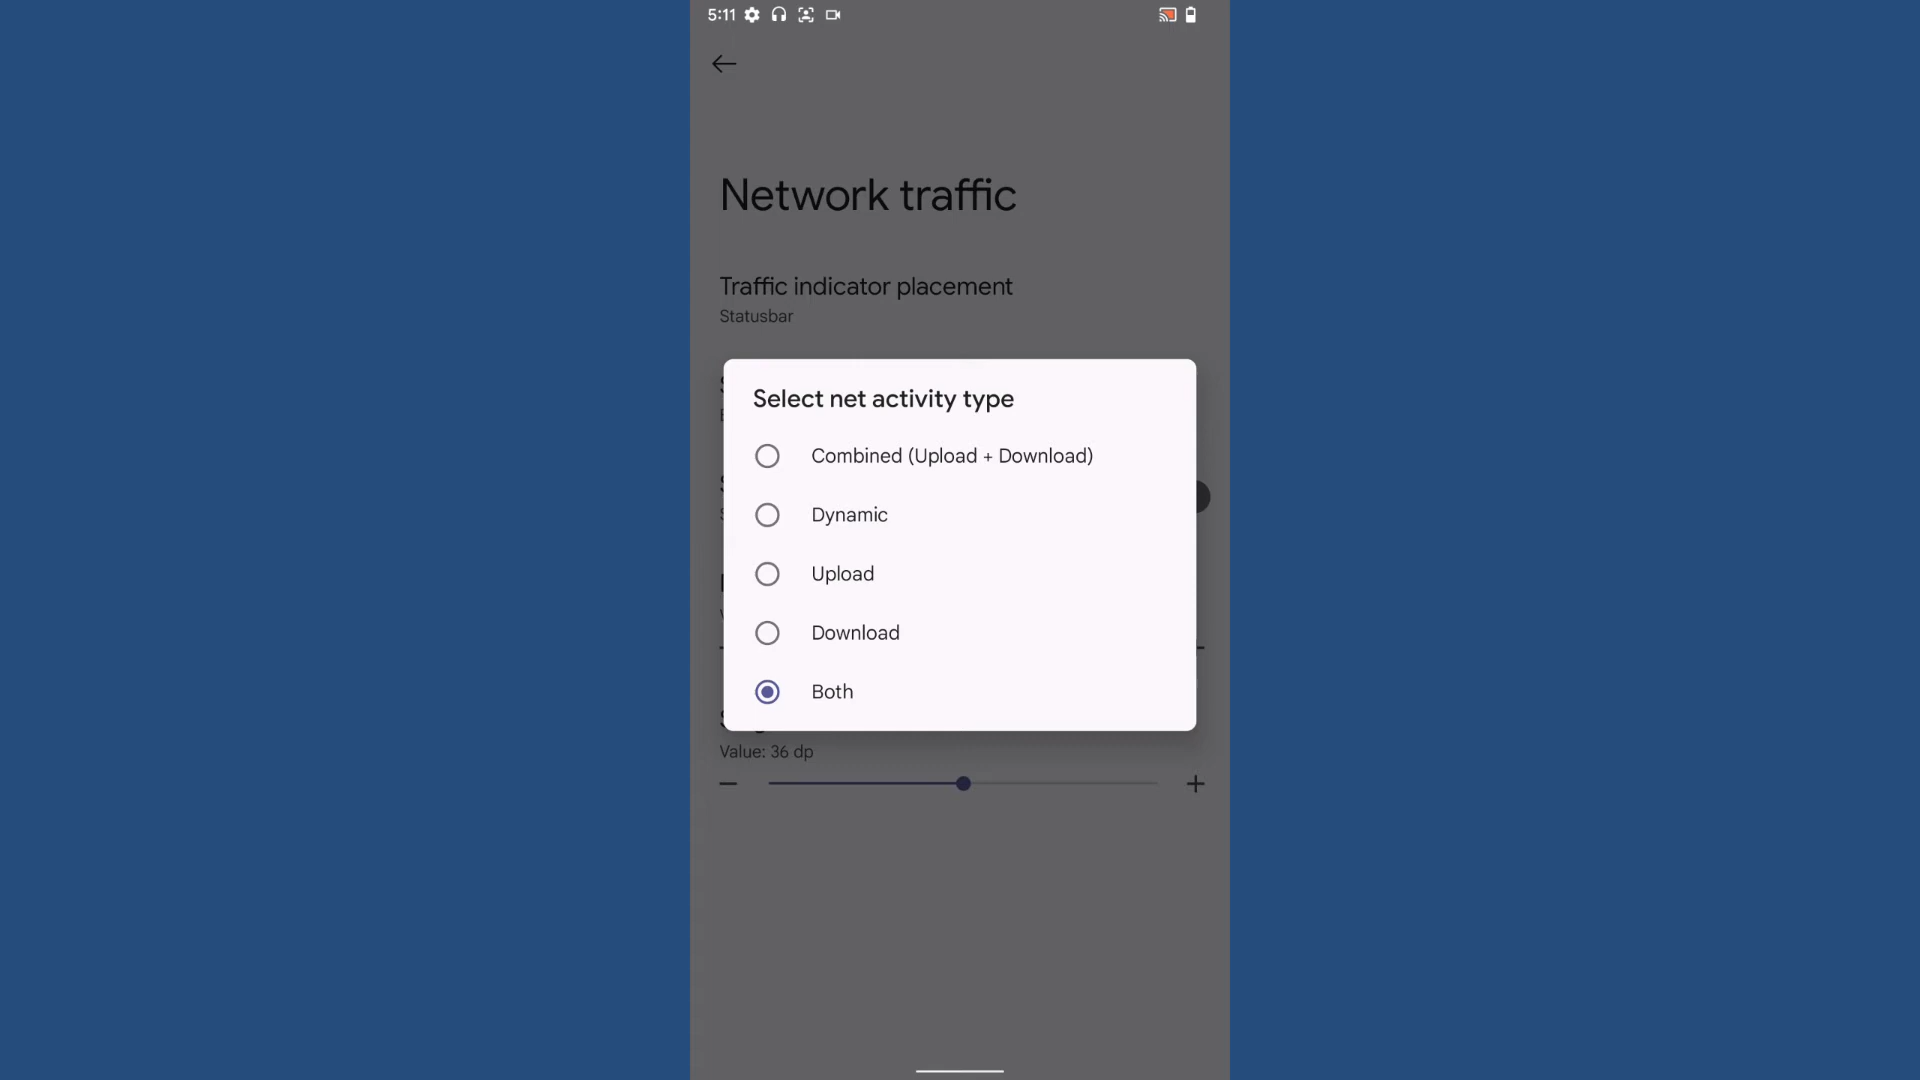 5:11
Network traffic
Traffic indicator placement
Statusbar
Select net activity type
Combined (Upload + Download)
Dynamic
Upload
Download
Both
Value: 36 dp